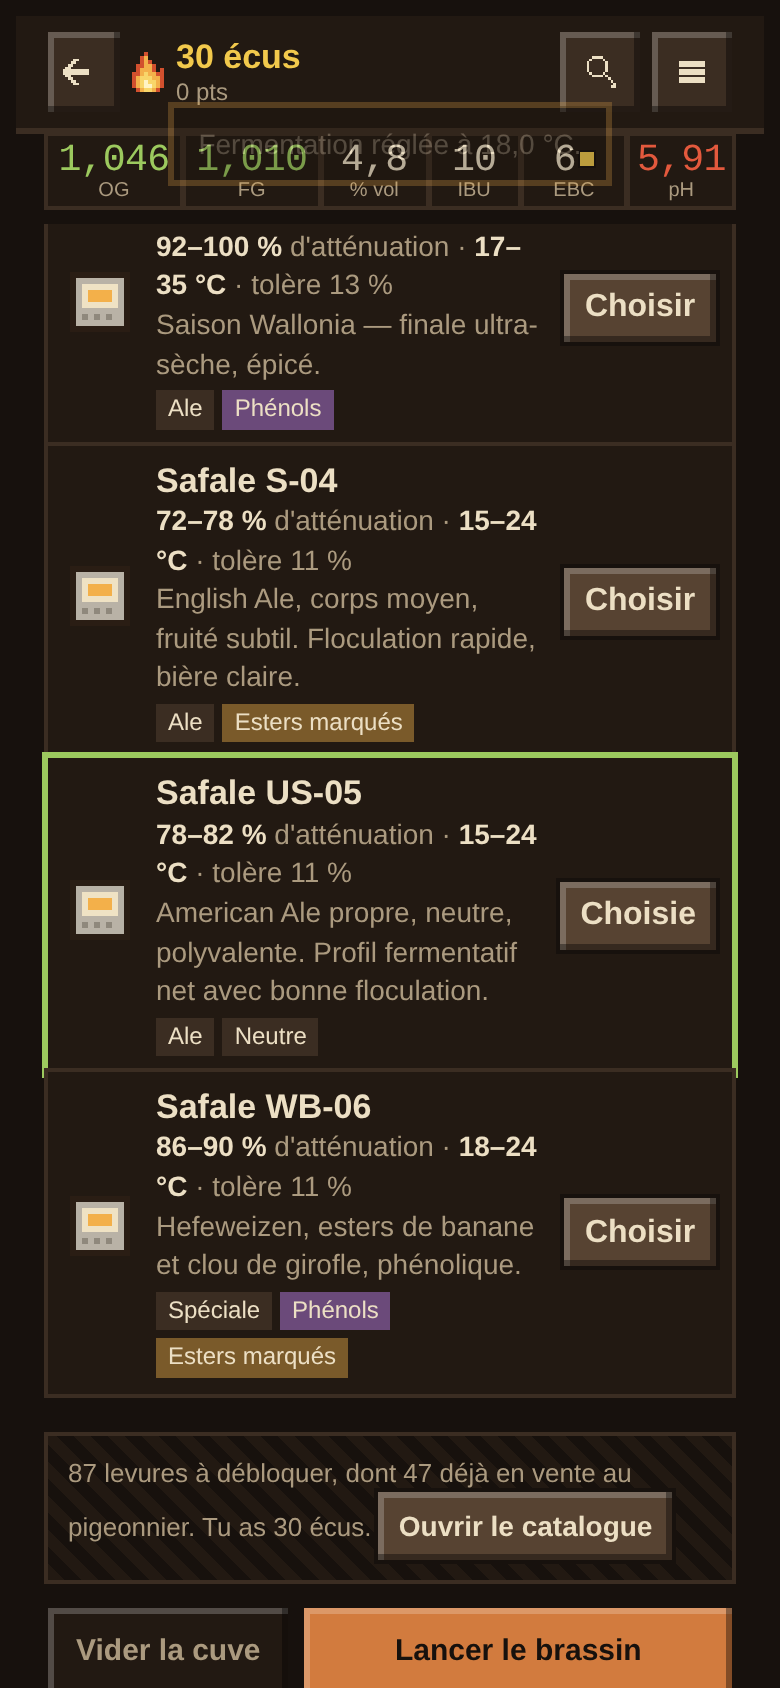 30 écus
0 pts
Fermentation réglée à 18,0 °C.
1,046 1,010 4,8 10 6 5,91
OG FG % vol IBU EBC pH
92–100 % d'atténuation · 17–
35 °C · tolère 13 %
Saison Wallonia — finale ultra-
sèche, épicé.
Choisir
Ale Phénols
Safale S-04
72–78 % d'atténuation · 15–24
°C · tolère 11 %
English Ale, corps moyen,
fruité subtil. Floculation rapide,
bière claire.
Choisir
Ale Esters marqués
Safale US-05
78–82 % d'atténuation · 15–24
°C · tolère 11 %
American Ale propre, neutre,
polyvalente. Profil fermentatif
net avec bonne floculation.
Choisie
Ale Neutre
Safale WB-06
86–90 % d'atténuation · 18–24
°C · tolère 11 %
Hefeweizen, esters de banane
et clou de girofle, phénolique.
Choisir
Spéciale Phénols
Esters marqués
87 levures à débloquer, dont 47 déjà en vente au
pigeonnier. Tu as 30 écus. Ouvrir le catalogue
Vider la cuve Lancer le brassin